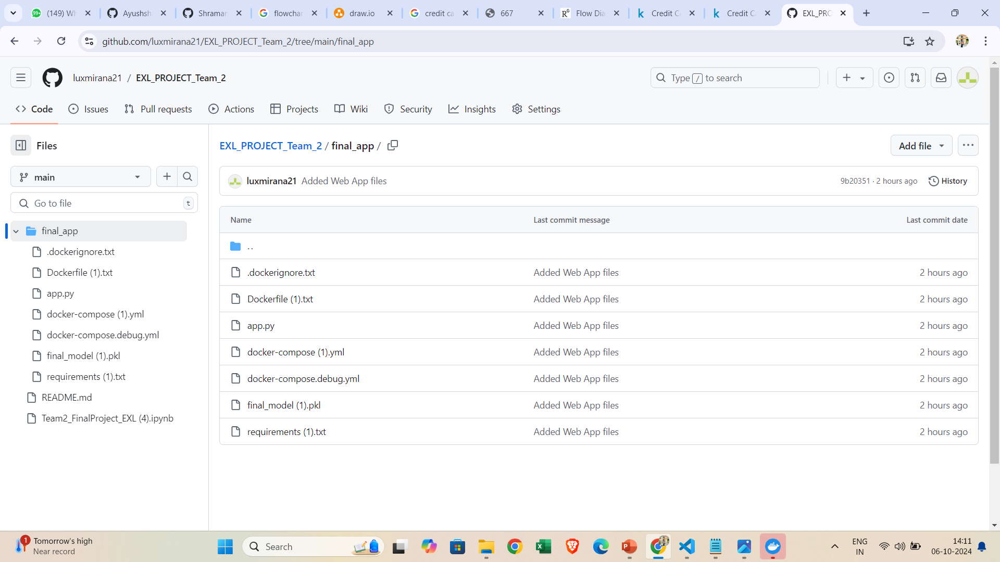 99+ (149) Wh
Ayushsh
Shraman
flowchar
draw.io
credit ca
667
RG Flow Dia
k Credit C
k Credit C
EXL_PRO
github.com/luxmirana21/EXL_PROJECT_Team_2/tree/main/final_app
luxmirana21 / EXL_PROJECT_Team_2
Type / to search
Code
Issues
Pull requests
Actions
Projects
Wiki
Security
Insights
Settings
Files
main
Go to file
t
final_app
.dockerignore.txt
Dockerfile (1).txt
app.py
docker-compose (1).yml
docker-compose.debug.yml
final_model (1).pkl
requirements (1).txt
README.md
Team2_FinalProject_EXL (4).ipynb
EXL_PROJECT_Team_2 / final_app /
Add file
luxmirana21 Added Web App files
9b20351 · 2 hours ago
History
Name Last commit message Last commit date
..
.dockerignore.txt Added Web App files 2 hours ago
Dockerfile (1).txt Added Web App files 2 hours ago
app.py Added Web App files 2 hours ago
docker-compose (1).yml Added Web App files 2 hours ago
docker-compose.debug.yml Added Web App files 2 hours ago
final_model (1).pkl Added Web App files 2 hours ago
requirements (1).txt Added Web App files 2 hours ago
1
Tomorrow's high
Near record
Search
ENG
IN
14:11
06-10-2024